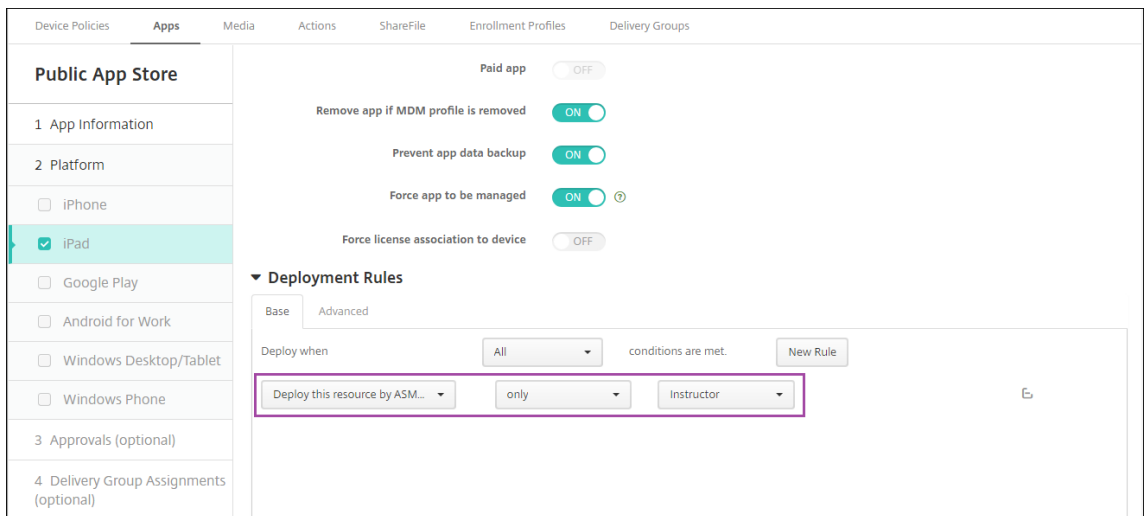 Device Policies Apps Media Actions ShareFile Enrollment Profiles Delivery Groups
Public App Store
1 App Information
2 Platform
iPhone
iPad
Google Play
Android for Work
Windows Desktop/Tablet
Windows Phone
3 Approvals (optional)
4 Delivery Group Assignments
(optional)
Paid app OFF
Remove app if MDM profile is removed ON
Prevent app data backup ON
Force app to be managed ON ?
Force license association to device OFF
Deployment Rules
Base Advanced
Deploy when All conditions are met. New Rule
Deploy this resource by ASM... only Instructor